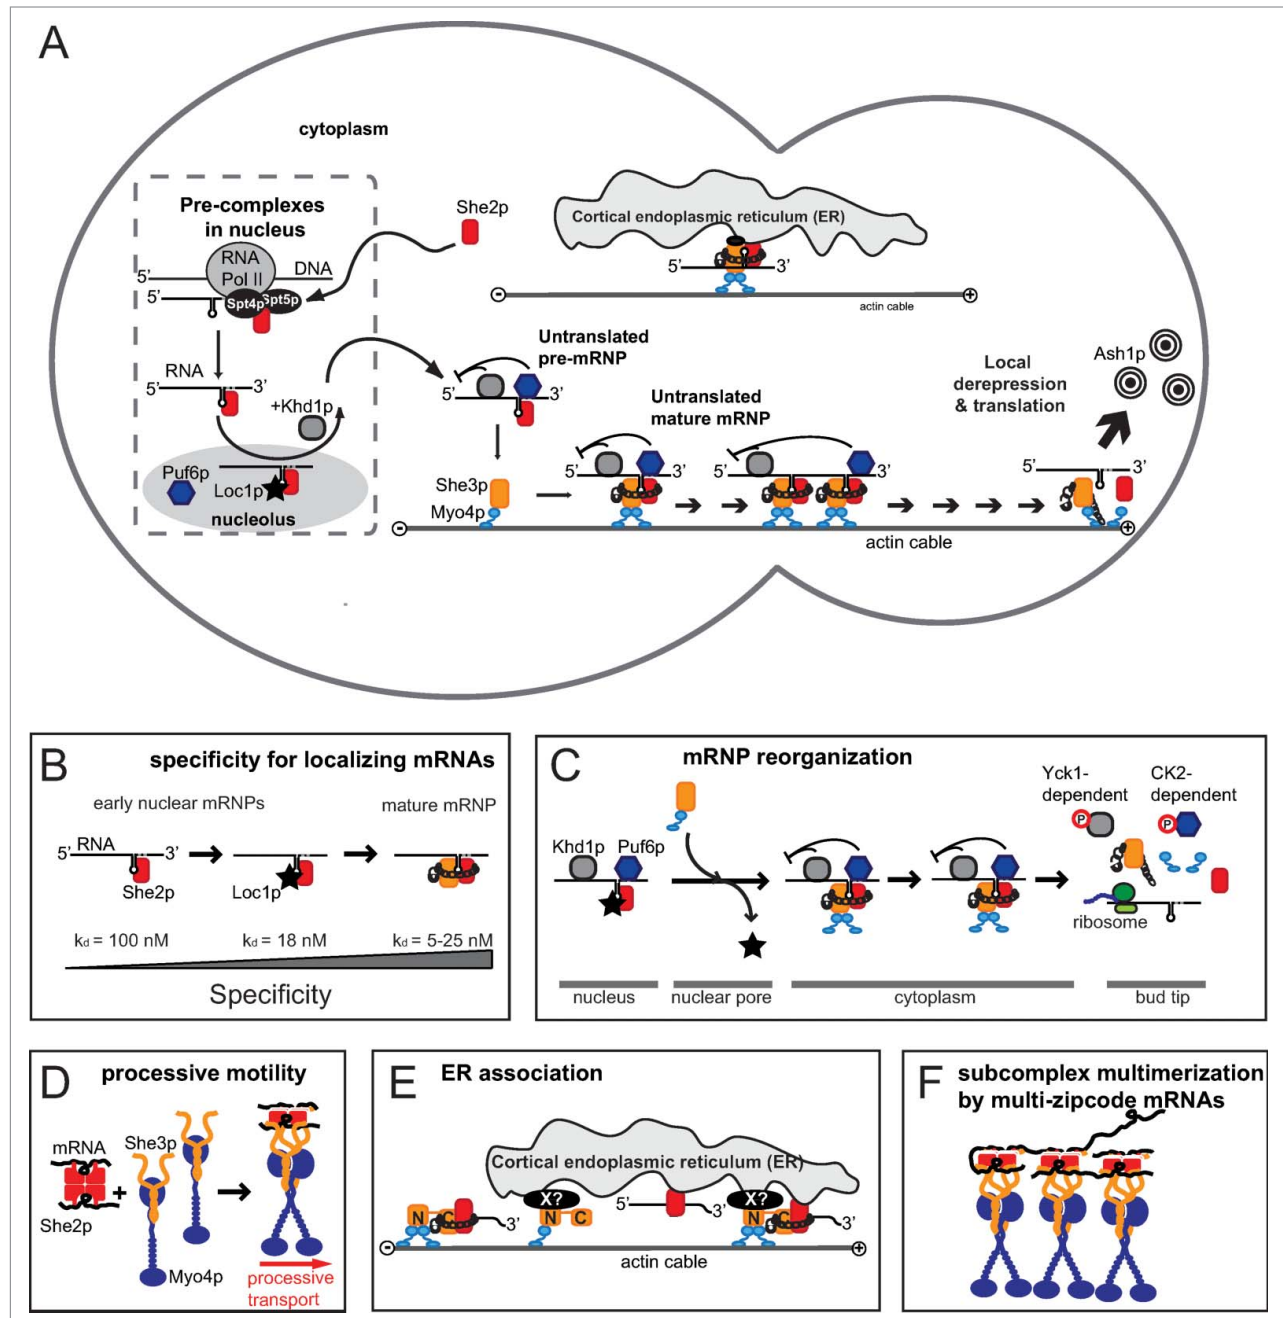 A
cytoplasm
Pre-complexes
in nucleus
She2p
Cortical endoplasmic reticulum (ER)
RNA
Pol II
DNA
5’
5’
Spt4p
Spt5p
5’
3’
-
+
actin cable
RNA
5’
3’
+Khd1p
Untranslated
pre-mRNP
5’
3’
Local
derepression
& translation
Ash1p
Untranslated
mature mRNP
Puf6p
Loc1p
nucleolus
She3p
Myo4p
5’
3’
5’
3’
5’
3’
-
+
actin cable
B
specificity for localizing mRNAs
early nuclear mRNPs
mature mRNP
5’
RNA
3’
She2p
Loc1p
kd = 100 nM
kd = 18 nM
kd = 5-25 nM
Specificity
C
mRNP reorganization
Yck1-
dependent
CK2-
dependent
P
P
Khd1p
Puf6p
ribosome
nucleus
nuclear pore
cytoplasm
bud tip
D
processive motility
mRNA
She3p
+
She2p
Myo4p
processive
transport
E
ER association
Cortical endoplasmic reticulum (ER)
X?
X?
5’
3’
N
C
3’
N
C
N
C
3’
-
+
actin cable
F
subcomplex multimerization
by multi-zipcode mRNAs